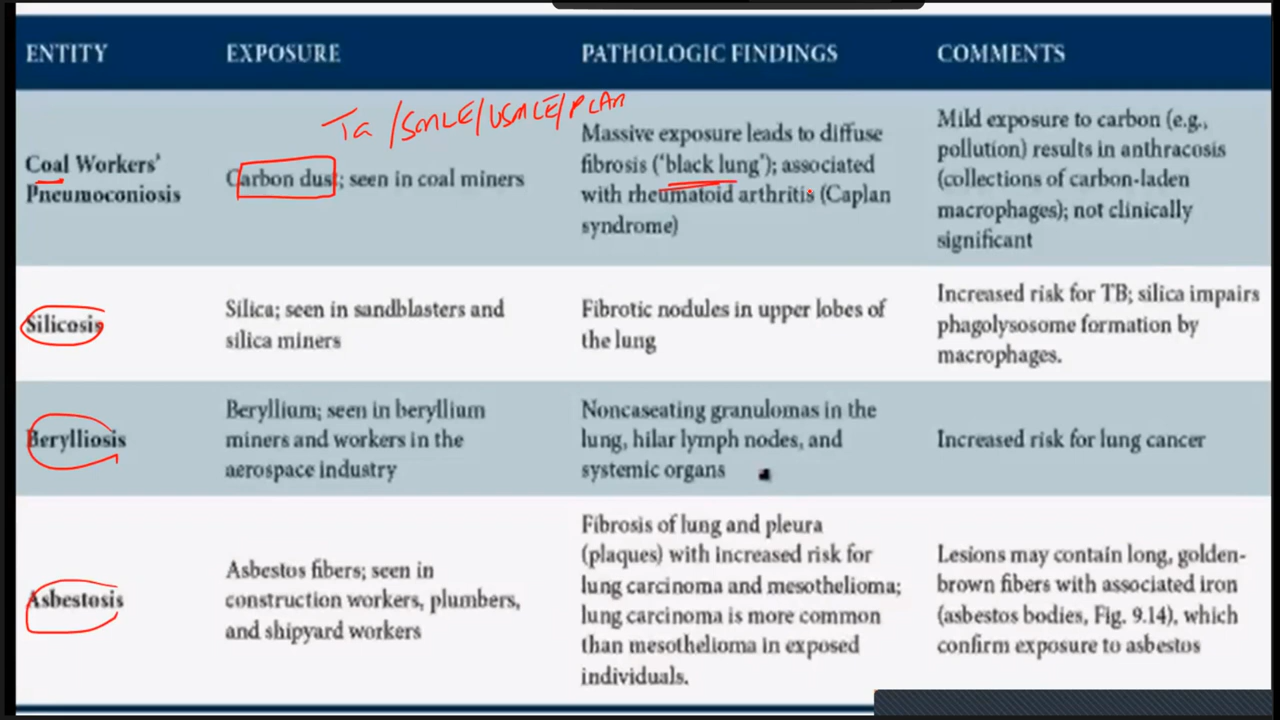 ENTITY EXPOSURE PATHOLOGIC FINDINGS COMMENTS
/SMLE/USMLE/PLAB
Coal Workers'
Pneumoconiosis
Carbon dust; seen in coal miners
Massive exposure leads to diffuse
fibrosis ('black lung'); associated
with rheumatoid arthritis (Caplan
syndrome)
Mild exposure to carbon (e.g.,
pollution) results in anthracosis
(collections of carbon-laden
macrophages); not clinically
significant
Silicosis
Silica; seen in sandblasters and
silica miners
Fibrotic nodules in upper lobes of
the lung
Increased risk for TB; silica impairs
phagolysosome formation by
macrophages.
Berylliosis
Beryllium; seen in beryllium
miners and workers in the
aerospace industry
Noncaseating granulomas in the
lung, hilar lymph nodes, and
systemic organs
Increased risk for lung cancer
Asbestosis
Asbestos fibers; seen in
construction workers, plumbers,
and shipyard workers
Fibrosis of lung and pleura
(plaques) with increased risk for
lung carcinoma and mesothelioma;
lung carcinoma is more common
than mesothelioma in exposed
individuals.
Lesions may contain long, golden-
brown fibers with associated iron
(asbestos bodies, Fig. 9.14), which
confirm exposure to asbestos